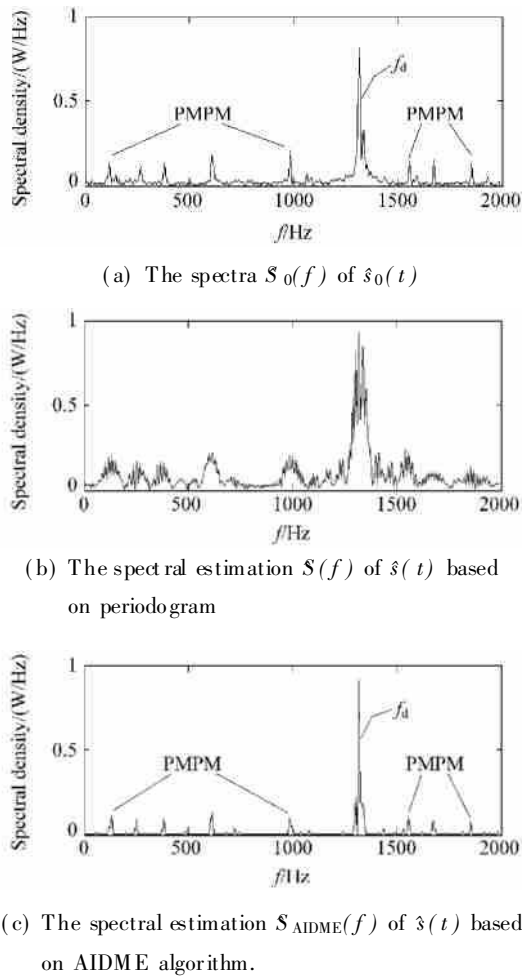 Spectral density/(W/Hz)
1
0.5
0
PMPM
f_d
PMPM
0 500 1000 1500 2000
f/Hz
(a) The spectra S_0(f) of ŝ_0(t)
Spectral density/(W/Hz)
1
0.5
0
0 500 1000 1500 2000
f/Hz
(b) The spectral estimation S(f) of ŝ(t) based
on periodogram
Spectral density/(W/Hz)
1
0.5
0
f_d
PMPM
PMPM
0 500 1000 1500 2000
f/Hz
(c) The spectral estimation S_AIDME(f) of ŝ(t) based
on AIDME algorithm.